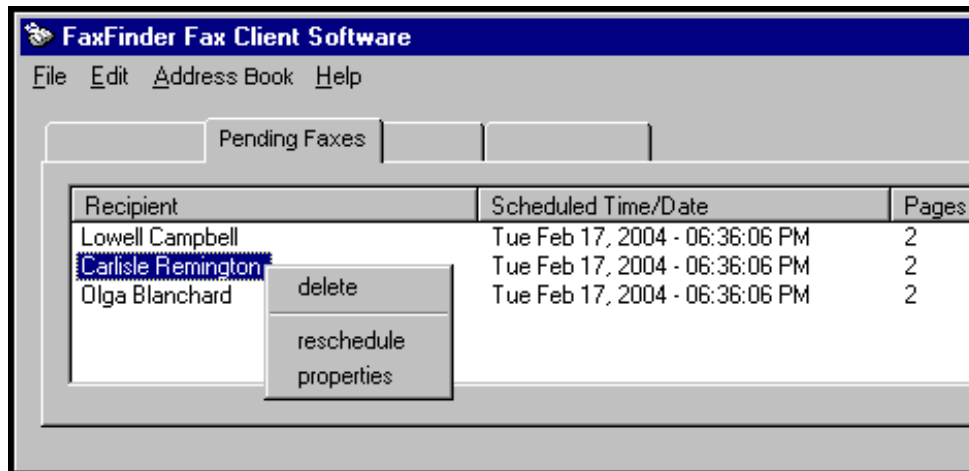 FaxFinder Fax Client Software
File Edit Address Book Help
Pending Faxes
Recipient Scheduled Time/Date Pages
Lowell Campbell Tue Feb 17, 2004 - 06:36:06 PM 2
Carlisle Remington Tue Feb 17, 2004 - 06:36:06 PM 2
Olga Blanchard Tue Feb 17, 2004 - 06:36:06 PM 2
delete
reschedule
properties